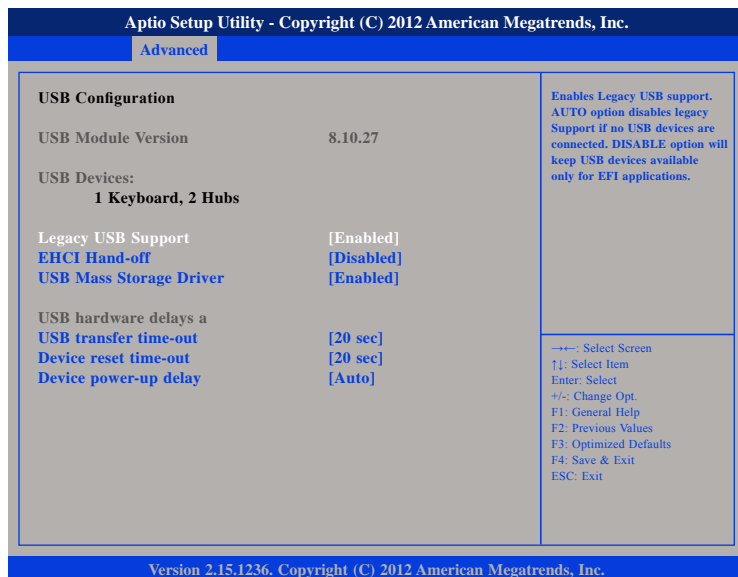 Aptio Setup Utility - Copyright (C) 2012 American Megatrends, Inc.
Advanced
USB Configuration
USB Module Version 8.10.27
USB Devices:
1 Keyboard, 2 Hubs
Legacy USB Support [Enabled]
EHCI Hand-off [Disabled]
USB Mass Storage Driver [Enabled]
USB hardware delays a
USB transfer time-out [20 sec]
Device reset time-out [20 sec]
Device power-up delay [Auto]
Enables Legacy USB support.
AUTO option disables legacy
Support if no USB devices are
connected. DISABLE option will
keep USB devices available
only for EFI applications.
→←: Select Screen
↑↓: Select Item
Enter: Select
+/-: Change Opt.
F1: General Help
F2: Previous Values
F3: Optimized Defaults
F4: Save & Exit
ESC: Exit
Version 2.15.1236. Copyright (C) 2012 American Megatrends, Inc.